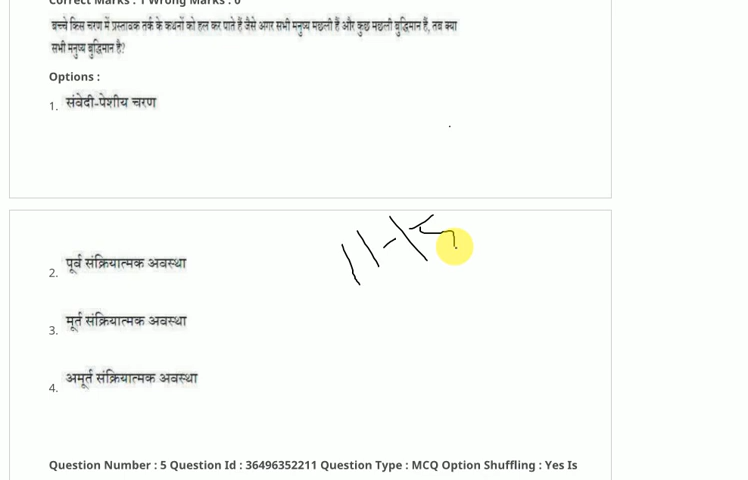 Correct Marks : 1 Wrong Marks : 0
बच्चे किस चरण में प्रस्तावक तर्क के कथनों को हल कर पाते हैं जैसे अगर सभी मनुष्य मछली हैं और कुछ मछली बुद्धिमान हैं, तब क्या
सभी मनुष्य बुद्धिमान है?
Options :
1. संवेदी-पेशीय चरण
2. पूर्व संक्रियात्मक अवस्था
3. मूर्त संक्रियात्मक अवस्था
4. अमूर्त संक्रियात्मक अवस्था
Question Number : 5 Question Id : 36496352211 Question Type : MCQ Option Shuffling : Yes Is